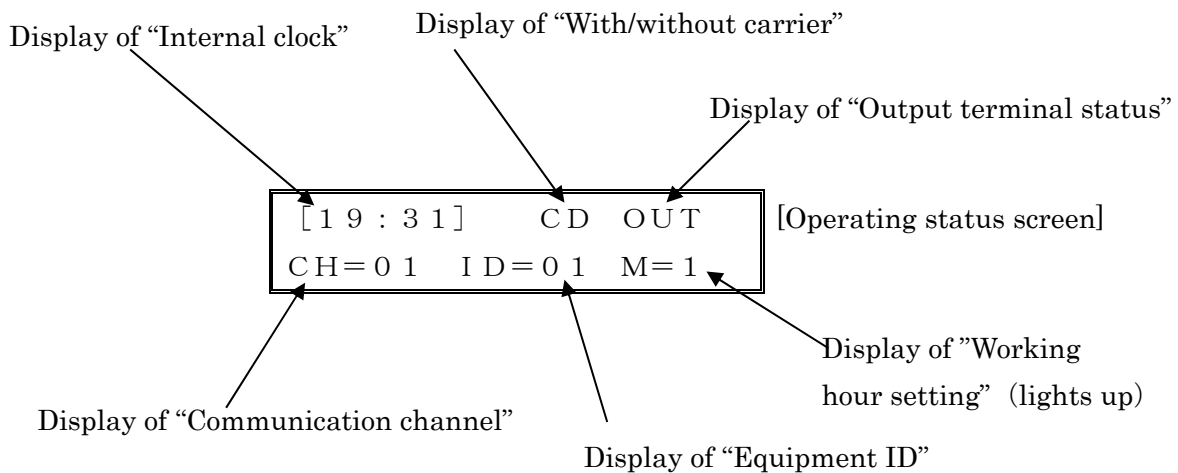 Display of “Internal clock”
Display of “With/without carrier”
Display of “Output terminal status”
[19:31] CD OUT
[Operating status screen]
CH=01 ID=01 M=1
Display of ”Working
hour setting” (lights up)
Display of “Communication channel”
Display of “Equipment ID”